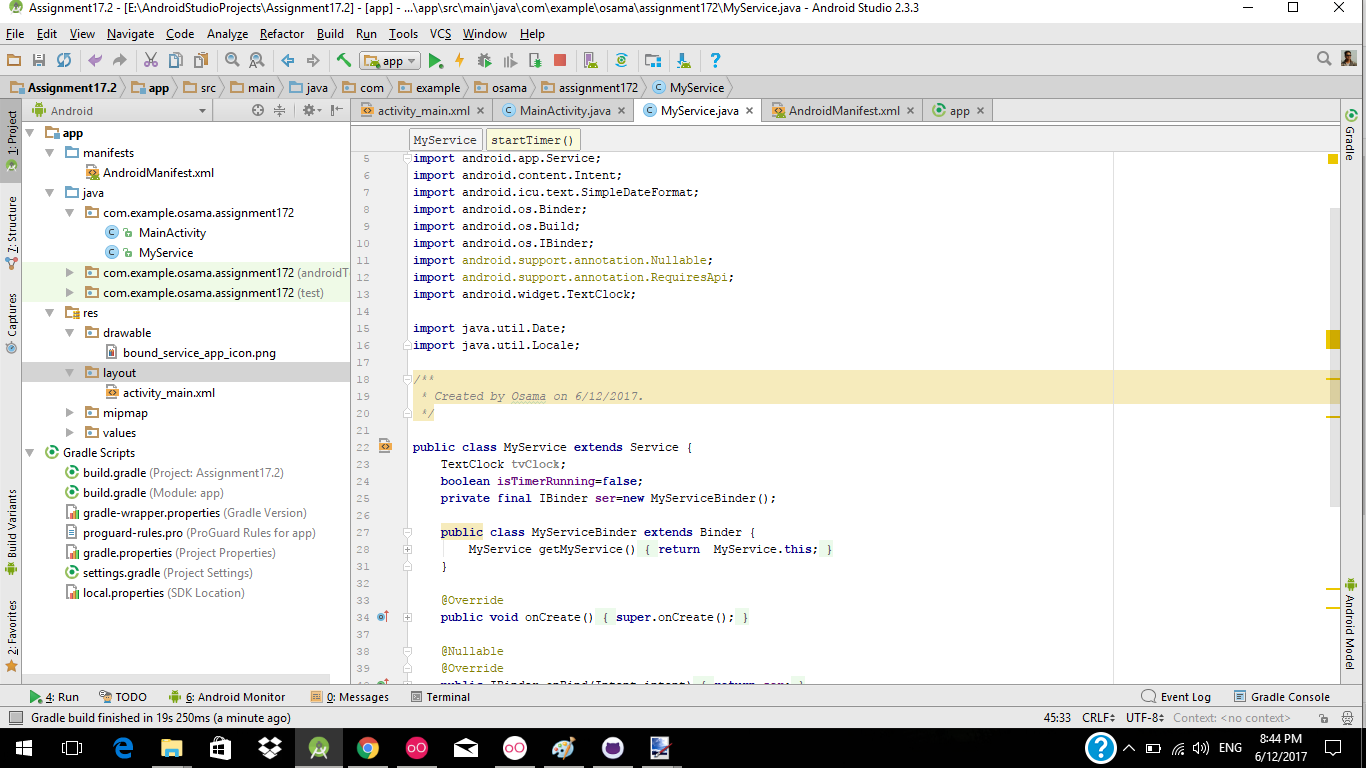 Assignment17.2 - [E:\AndroidStudioProjects\Assignment17.2] - [app] - ...\app\src\main\java\com\example\osama\assignment172\MyService.java - Android Studio 2.3.3
File Edit View Navigate Code Analyze Refactor Build Run Tools VCS Window Help
app
Assignment17.2 app src main java com example osama assignment172 MyService
Android
activity_main.xml MainActivity.java MyService.java AndroidManifest.xml app
1: Project
7: Structure
Captures
Build Variants
2: Favorites
app
manifests
AndroidManifest.xml
java
com.example.osama.assignment172
MainActivity
MyService
com.example.osama.assignment172 (androidT
com.example.osama.assignment172 (test)
res
drawable
bound_service_app_icon.png
layout
activity_main.xml
mipmap
values
Gradle Scripts
build.gradle (Project: Assignment17.2)
build.gradle (Module: app)
gradle-wrapper.properties (Gradle Version)
proguard-rules.pro (ProGuard Rules for app)
gradle.properties (Project Properties)
settings.gradle (Project Settings)
local.properties (SDK Location)
MyService startTimer()
5 import android.app.Service;
6 import android.content.Intent;
7 import android.icu.text.SimpleDateFormat;
8 import android.os.Binder;
9 import android.os.Build;
10 import android.os.IBinder;
11 import android.support.annotation.Nullable;
12 import android.support.annotation.RequiresApi;
13 import android.widget.TextClock;
14
15 import java.util.Date;
16 import java.util.Locale;
17
18 /**
19 * Created by Osama on 6/12/2017.
20 */
21
22 public class MyService extends Service {
23 TextClock tvClock;
24 boolean isTimerRunning=false;
25 private final IBinder ser=new MyServiceBinder();
26
27 public class MyServiceBinder extends Binder {
28 MyService getMyService() { return MyService.this; }
31 }
32
33 @Override
34 public void onCreate() { super.onCreate(); }
37
38 @Nullable
39 @Override
public IBinder onBind(Intent intent) { return ser; }
Gradle
Android Model
4: Run TODO 6: Android Monitor 0: Messages Terminal Event Log Gradle Console
Gradle build finished in 19s 250ms (a minute ago) 45:33 CRLF UTF-8 Context: <no context>
ENG 8:44 PM
6/12/2017